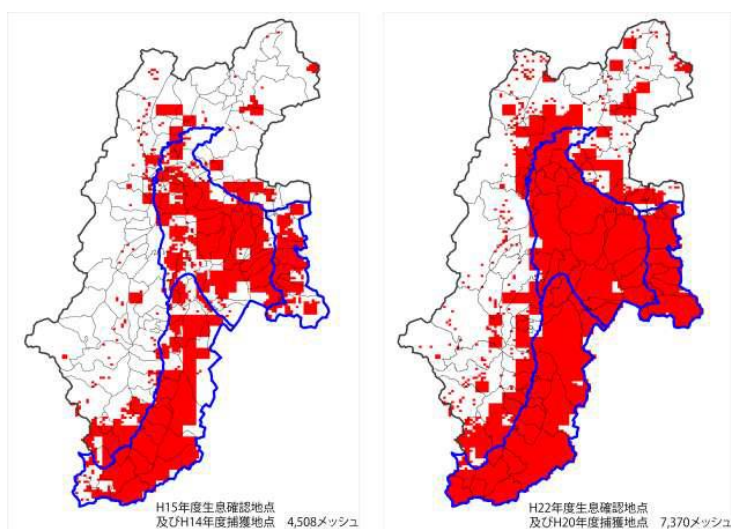 H15年度生息確認地点
及びH14年度捕獲地点 4,508メッシュ
H22年度生息確認地点
及びH20年度捕獲地点 7,370メッシュ